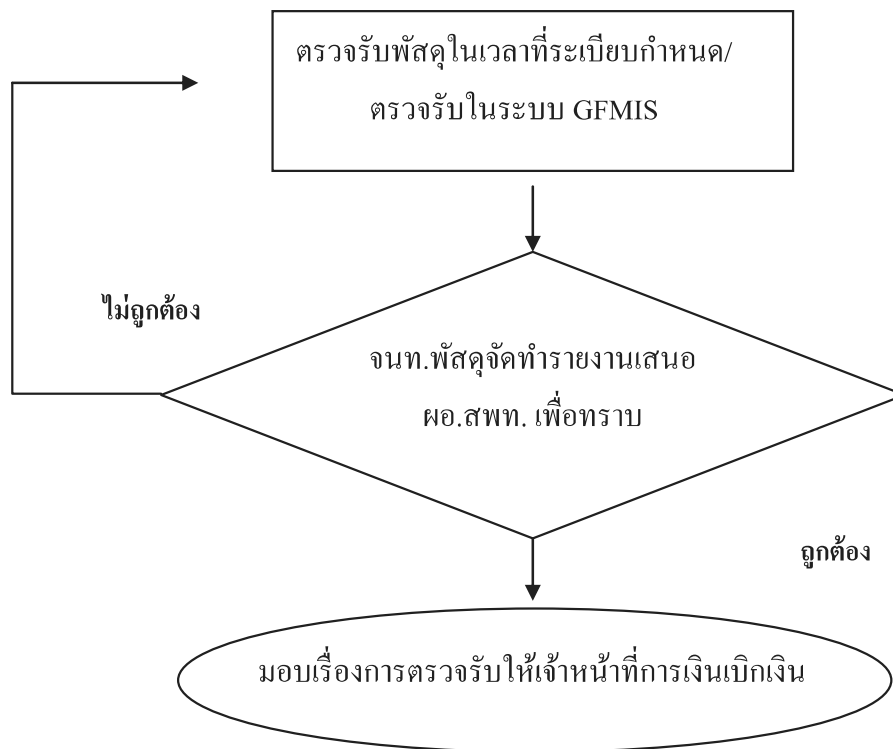 ตรวจรับพัสดุในเวลาที่ระเบียบกำหนด/
ตรวจรับในระบบ GFMIS
ไม่ถูกต้อง
จนท.พัสดุจัดทำรายงานเสนอ
ผอ.สพท. เพื่อทราบ
ถูกต้อง
มอบเรื่องการตรวจรับให้เจ้าหน้าที่การเงินเบิกเงิน